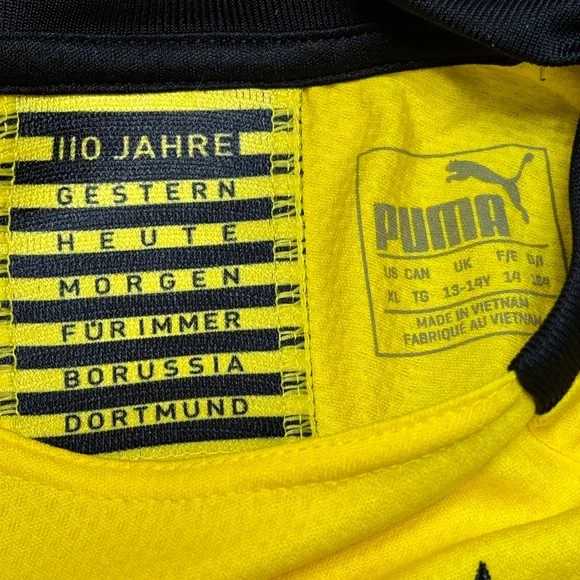 110 JAHRE
GESTERN
HEUTE
MORGEN
FÜR IMMER
BORUSSIA
DORTMUND
PUMA
US CAN UK F/E D/I
XL TG 13-14Y 14 164
MADE IN VIETNAM
FABRIQUÉ AU VIETNAM